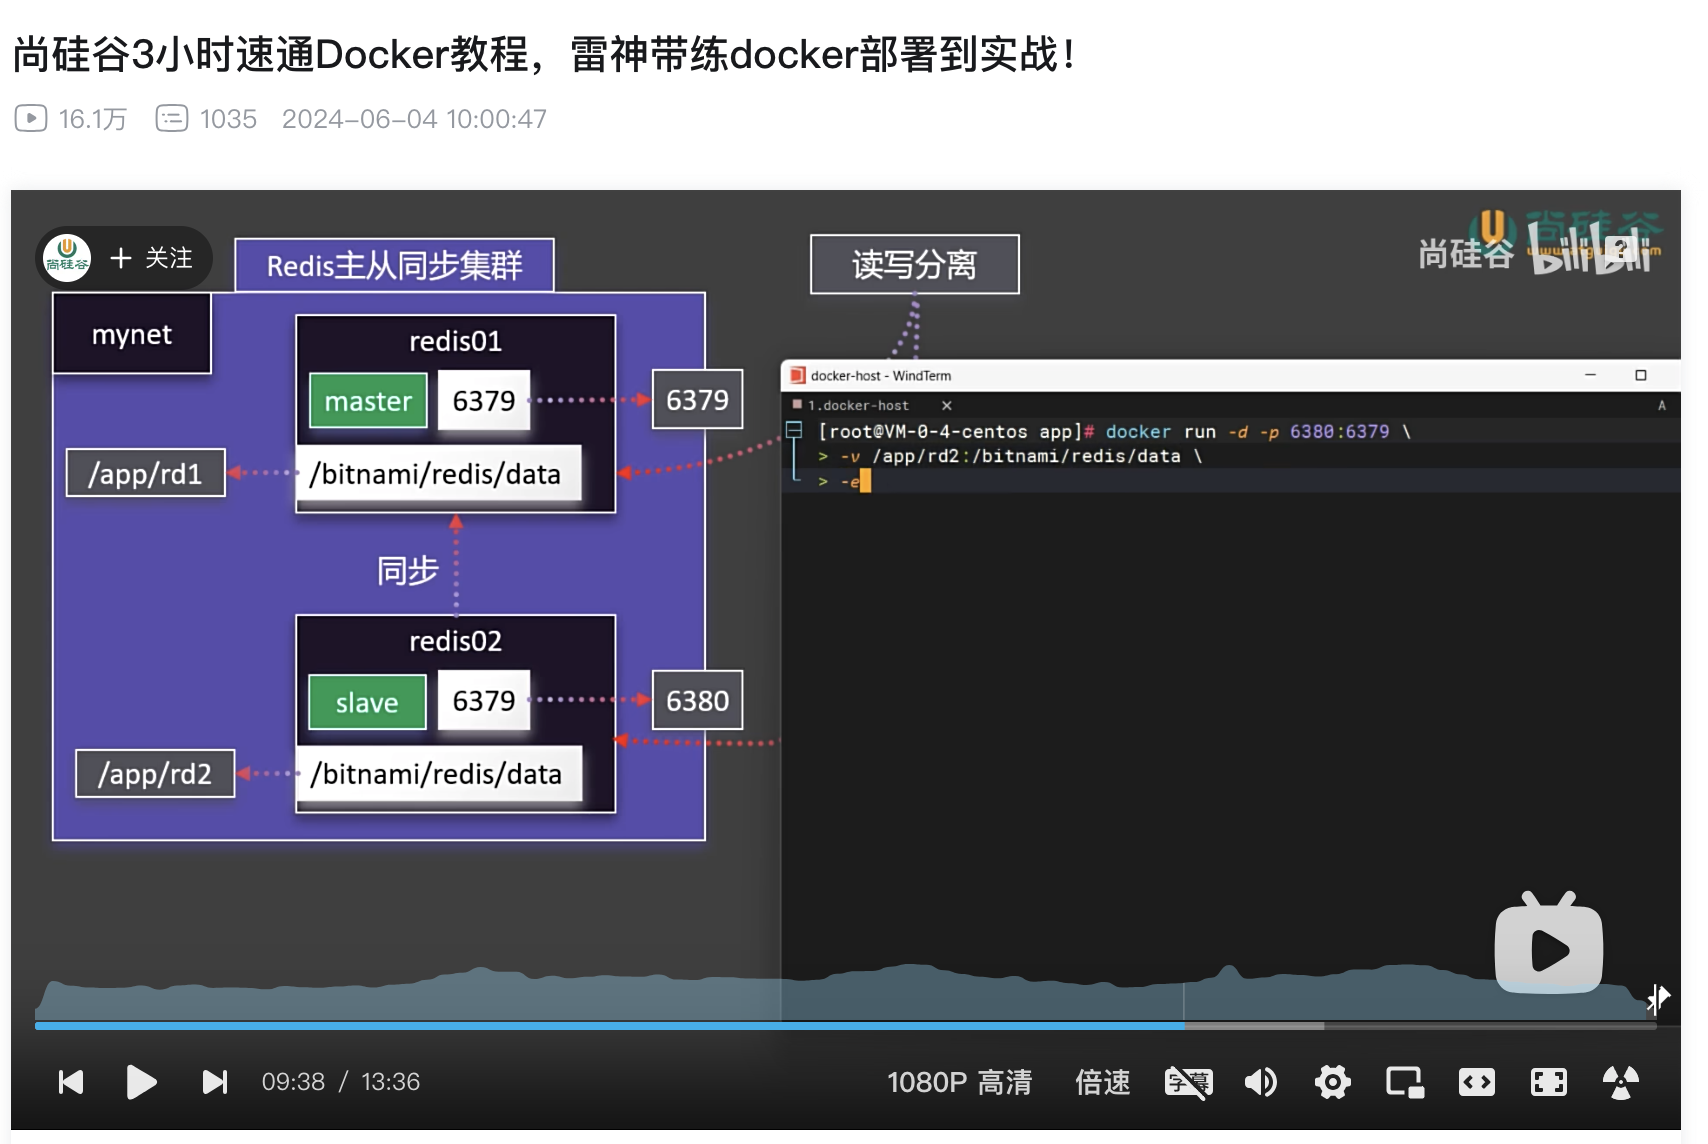 尚硅谷3小时速通Docker教程，雷神带练docker部署到实战！
16.1万 1035 2024-06-04 10:00:47
尚硅谷
+ 关注
Redis主从同步集群
读写分离
尚硅谷 bilibili
mynet
redis01
master 6379 6379
/app/rd1 /bitnami/redis/data
同步
redis02
slave 6379 6380
/app/rd2 /bitnami/redis/data
docker-host - WindTerm
1.docker-host
A
[root@VM-0-4-centos app]# docker run -d -p 6380:6379 \
> -v /app/rd2:/bitnami/redis/data \
> -e
09:38 / 13:36
1080P 高清
倍速
字幕